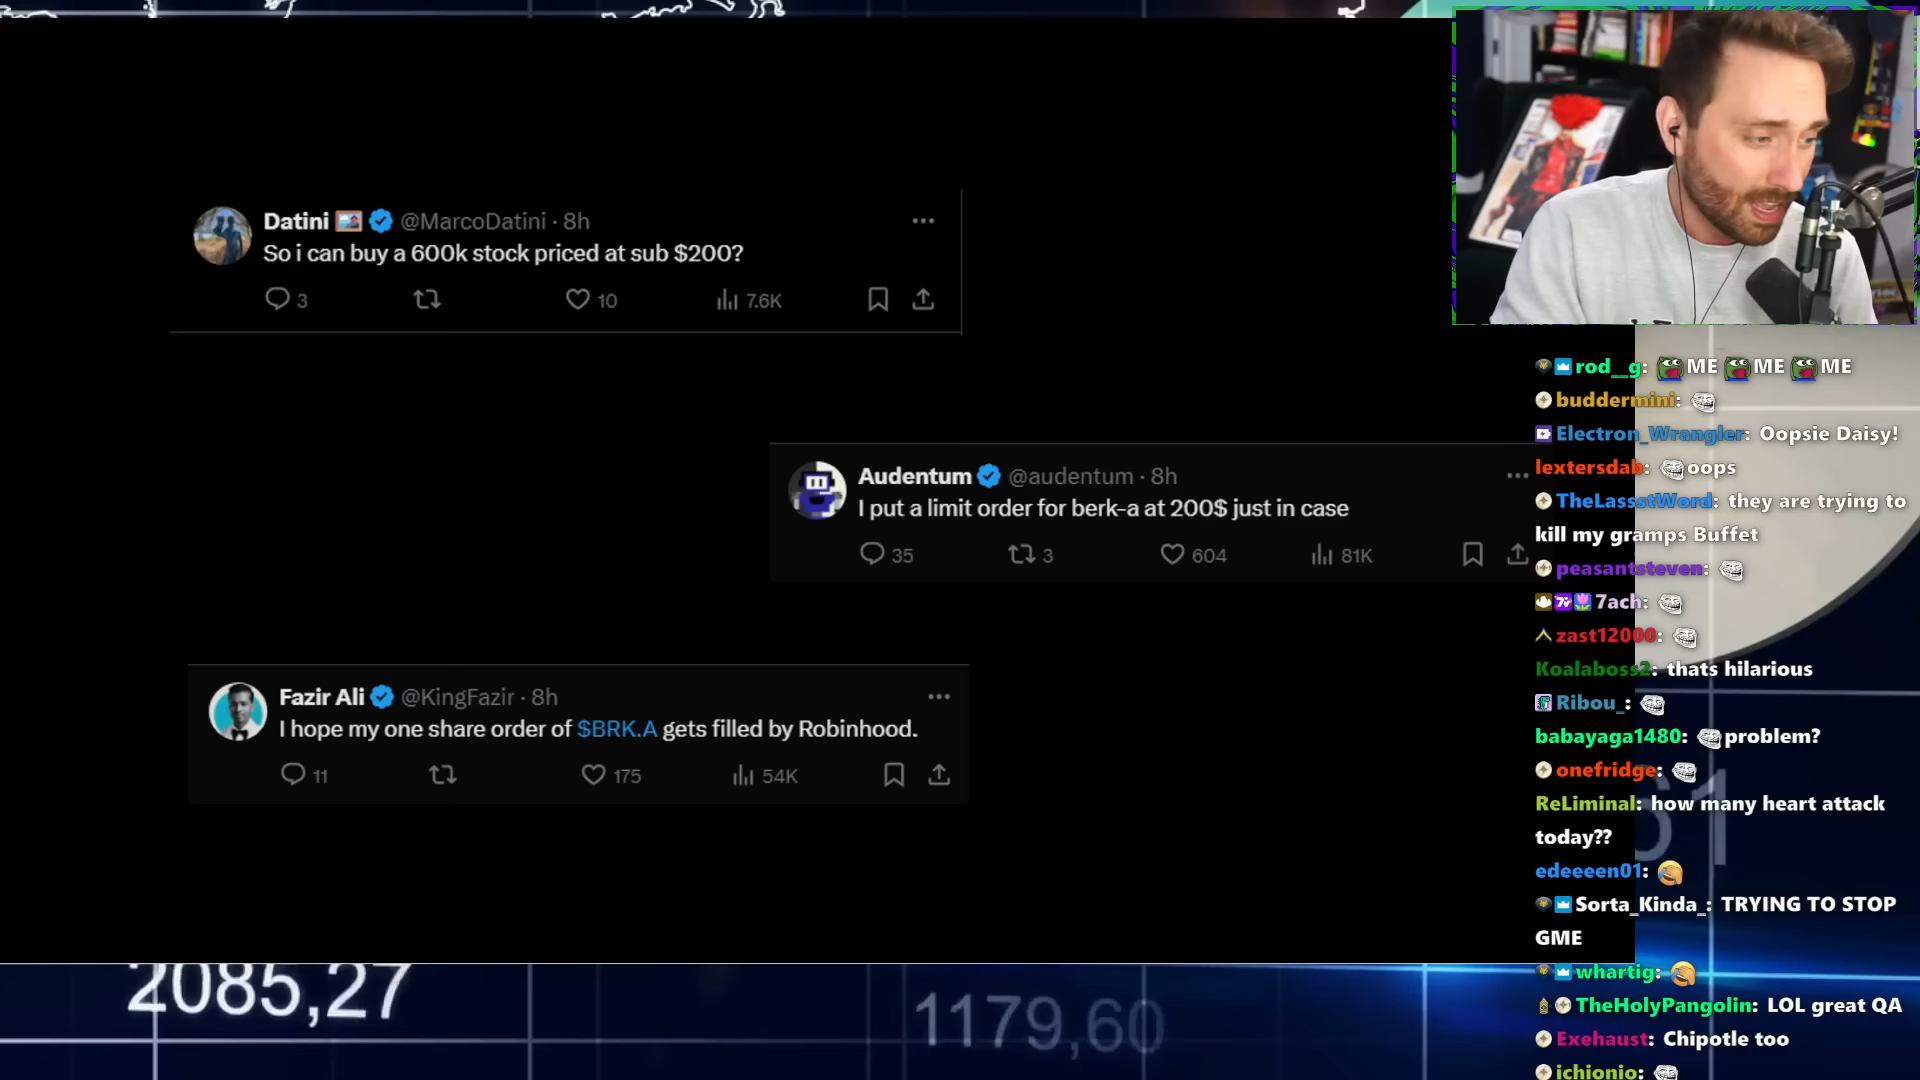 Datini @MarcoDatini · 8h
So i can buy a 600k stock priced at sub $200?
3 10 7.6K
Audentum @audentum · 8h
I put a limit order for berk-a at 200$ just in case
35 3 604 81K
Fazir Ali @KingFazir · 8h
I hope my one share order of $BRK.A gets filled by Robinhood.
11 175 54K
rod__g: ME ME ME
buddermini:
Electron_Wrangler: Oopsie Daisy!
lextersdab: oops
TheLassstWord: they are trying to
kill my gramps Buffet
peasantsteven:
7ach:
zast12000:
Koalaboss2: thats hilarious
Ribou_:
babayaga1480: problem?
onefridge:
ReLiminal: how many heart attack
today??
edeeeen01:
Sorta_Kinda_: TRYING TO STOP
GME
whartig:
TheHolyPangolin: LOL great QA
Exehaust: Chipotle too
ichionio:
61
2085,27
1179,60